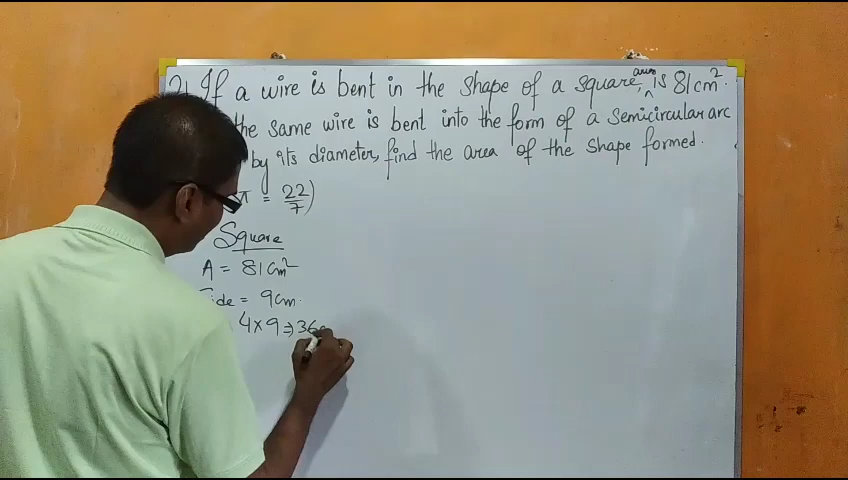 If a wire is bent in the shape of a square, area is 81 cm².
the same wire is bent into the form of a semicircular arc
by its diameter, find the area of the shape formed.
π = 22/7)
Square
A = 81 cm²
Side = 9cm.
4×9 ⇒ 36